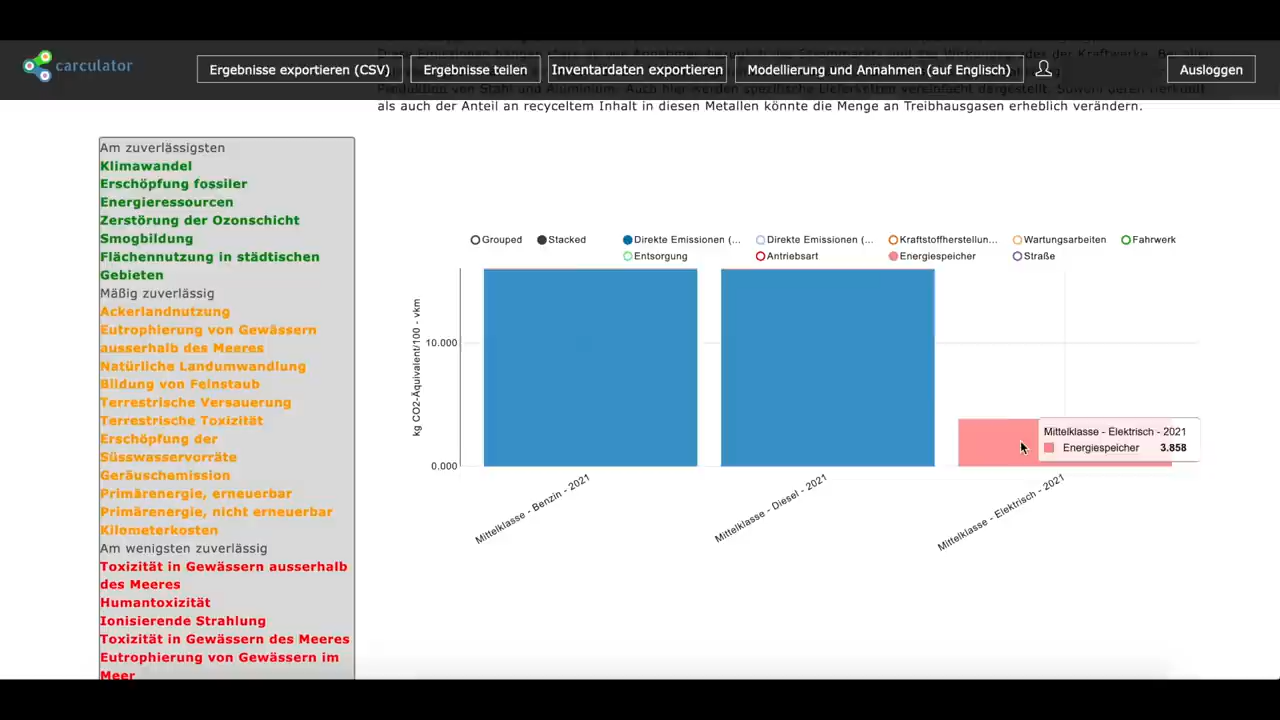 carculator
Ergebnisse exportieren (CSV)
Ergebnisse teilen
Inventardaten exportieren
Modellierung und Annahmen (auf Englisch)
Ausloggen
als auch der Anteil an recyceltem Inhalt in diesen Metallen könnte die Menge an Treibhausgasen erheblich verändern.
Am zuverlässigsten
Klimawandel
Erschöpfung fossiler
Energieressourcen
Zerstörung der Ozonschicht
Smogbildung
Flächennutzung in städtischen
Gebieten
Mäßig zuverlässig
Ackerlandnutzung
Eutrophierung von Gewässern
ausserhalb des Meeres
Natürliche Landumwandlung
Bildung von Feinstaub
Terrestrische Versauerung
Terrestrische Toxizität
Erschöpfung der
Süsswasservorräte
Geräuschemission
Primärenergie, erneuerbar
Primärenergie, nicht erneuerbar
Kilometerkosten
Am wenigsten zuverlässig
Toxizität in Gewässern ausserhalb
des Meeres
Humantoxizität
Ionisierende Strahlung
Toxizität in Gewässern des Meeres
Eutrophierung von Gewässern im
Meer
Grouped
Stacked
Direkte Emissionen (...
Direkte Emissionen (...
Kraftstoffherstellun...
Wartungsarbeiten
Fahrwerk
Entsorgung
Antriebsart
Energiespeicher
Straße
kg CO2-Äquivalent/100 - vkm
10.000
0.000
Mittelklasse - Elektrisch - 2021
Energiespeicher 3.858
Mittelklasse - Benzin - 2021
Mittelklasse - Diesel - 2021
Mittelklasse - Elektrisch - 2021